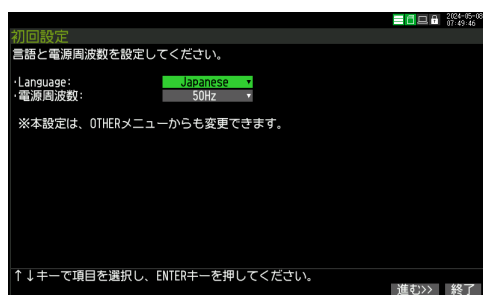 2024-05-08
07:49:46
初回設定
言語と電源周波数を設定してください。
･Language: Japanese
･電源周波数: 50Hz
※本設定は、OTHERメニューからも変更できます。
↑↓キーで項目を選択し、ENTERキーを押してください。
進む>> 終了